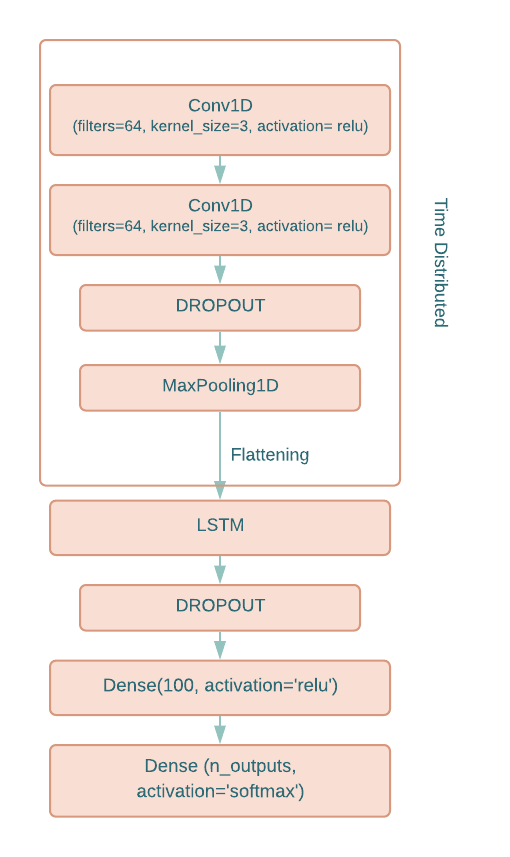 Conv1D
(filters=64, kernel_size=3, activation= relu)
Conv1D
(filters=64, kernel_size=3, activation= relu)
Time Distributed
DROPOUT
MaxPooling1D
Flattening
LSTM
DROPOUT
Dense(100, activation='relu')
Dense (n_outputs,
activation='softmax')